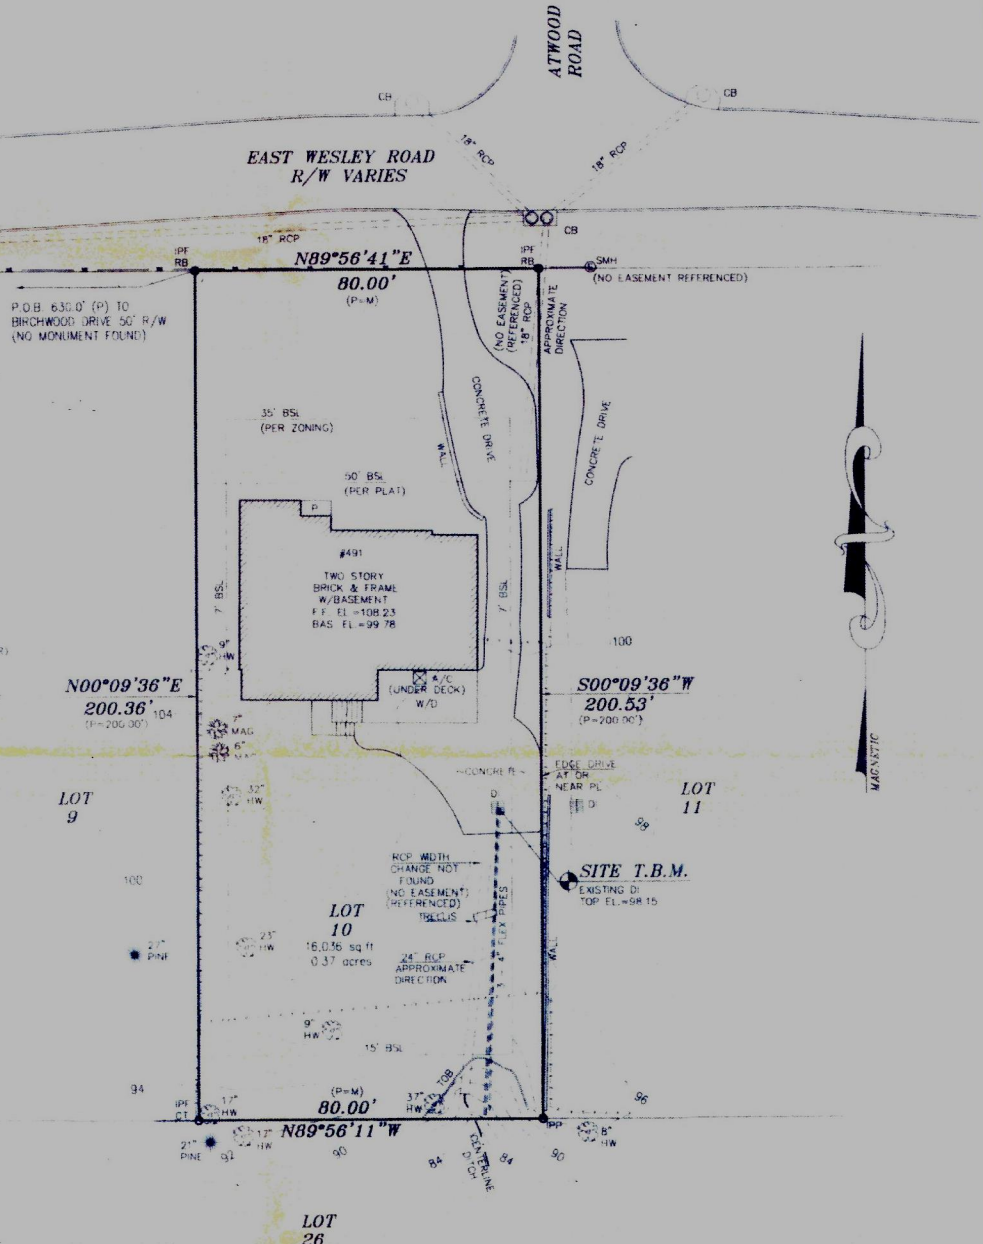 ATWOOD
ROAD
CB
CB
18" RCP
18" RCP
EAST WESLEY ROAD
R/W VARIES
18" RCP
CB
IPF
RB
N89°56'41"E
80.00'
(P=M)
IPF
RB
SMH
(NO EASEMENT REFERENCED)
P.O.B. 630.0' (P) TO
BIRCHWOOD DRIVE 50' R/W
(NO MONUMENT FOUND)
(NO EASEMENT)
(REFERENCED)
18" RCP
APPROXIMATE
DIRECTION
CONCRETE DRIVE
WALL
CONCRETE DRIVE
35' BSL
(PER ZONING)
50' BSL
(PER PLAT)
P
#491
TWO STORY
BRICK & FRAME
W/BASEMENT
F.F. EL.=108.23
BAS. EL.=99.78
7' BSL
7' BSL
WALL
100
9"
HW
A/C
(UNDER DECK)
W/D
N00°09'36"E
200.36'
(P=200.00')
104
S00°09'36"W
200.53'
(P=200.00')
7"
MAG
6"
MAGNETIC
CONCRETE
EDGE DRIVE
AT OR
NEAR PL
LOT
9
32"
HW
DI
DI
LOT
11
98
RCP WIDTH
CHANGE NOT
FOUND
(NO EASEMENT)
(REFERENCED)
TRELLIS
SITE T.B.M.
EXISTING DI
TOP EL.=98.15
100
LOT
10
16,036 sq.ft
0.37 acres
3 - 4" FLEX PIPES
WALL
27"
PINE
23"
HW
24" RCP
APPROXIMATE
DIRECTION
9"
HW
15' BSL
TOB
94
IPF
CT
17"
HW
(P=M)
80.00'
N89°56'11"W
37"
HW
IPP
96
21"
PINE
92
17"
HW
90
84
CENTERLINE
DITCH
84
90
8"
HW
LOT
26